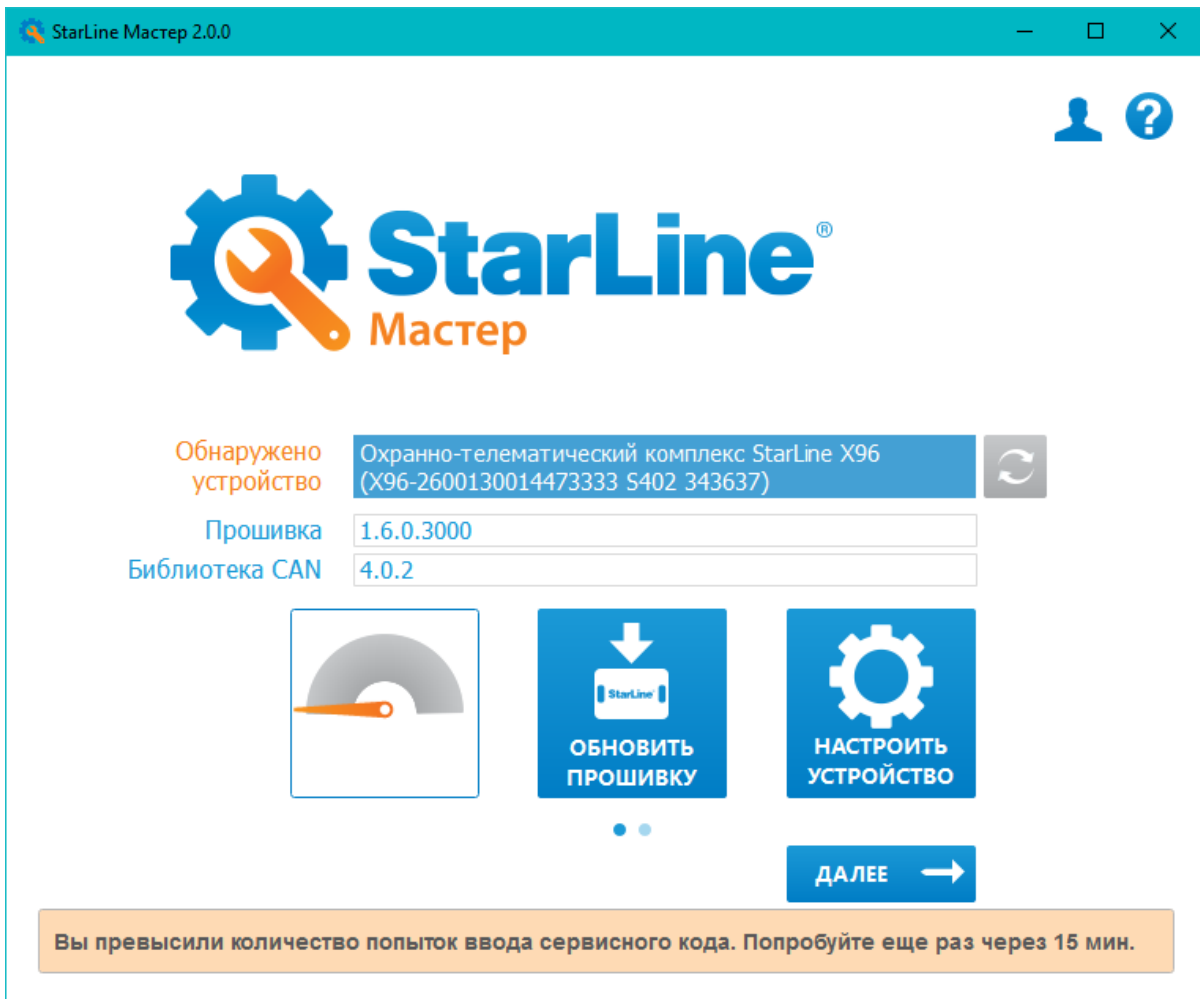 StarLine Мастер 2.0.0
StarLine®
Мастер
Обнаружено
устройство
Охранно-телематический комплекс StarLine X96
(X96-2600130014473333 S402 343637)
Прошивка
1.6.0.3000
Библиотека CAN
4.0.2
StarLine
ОБНОВИТЬ
ПРОШИВКУ
НАСТРОИТЬ
УСТРОЙСТВО
ДАЛЕЕ
Вы превысили количество попыток ввода сервисного кода. Попробуйте еще раз через 15 мин.